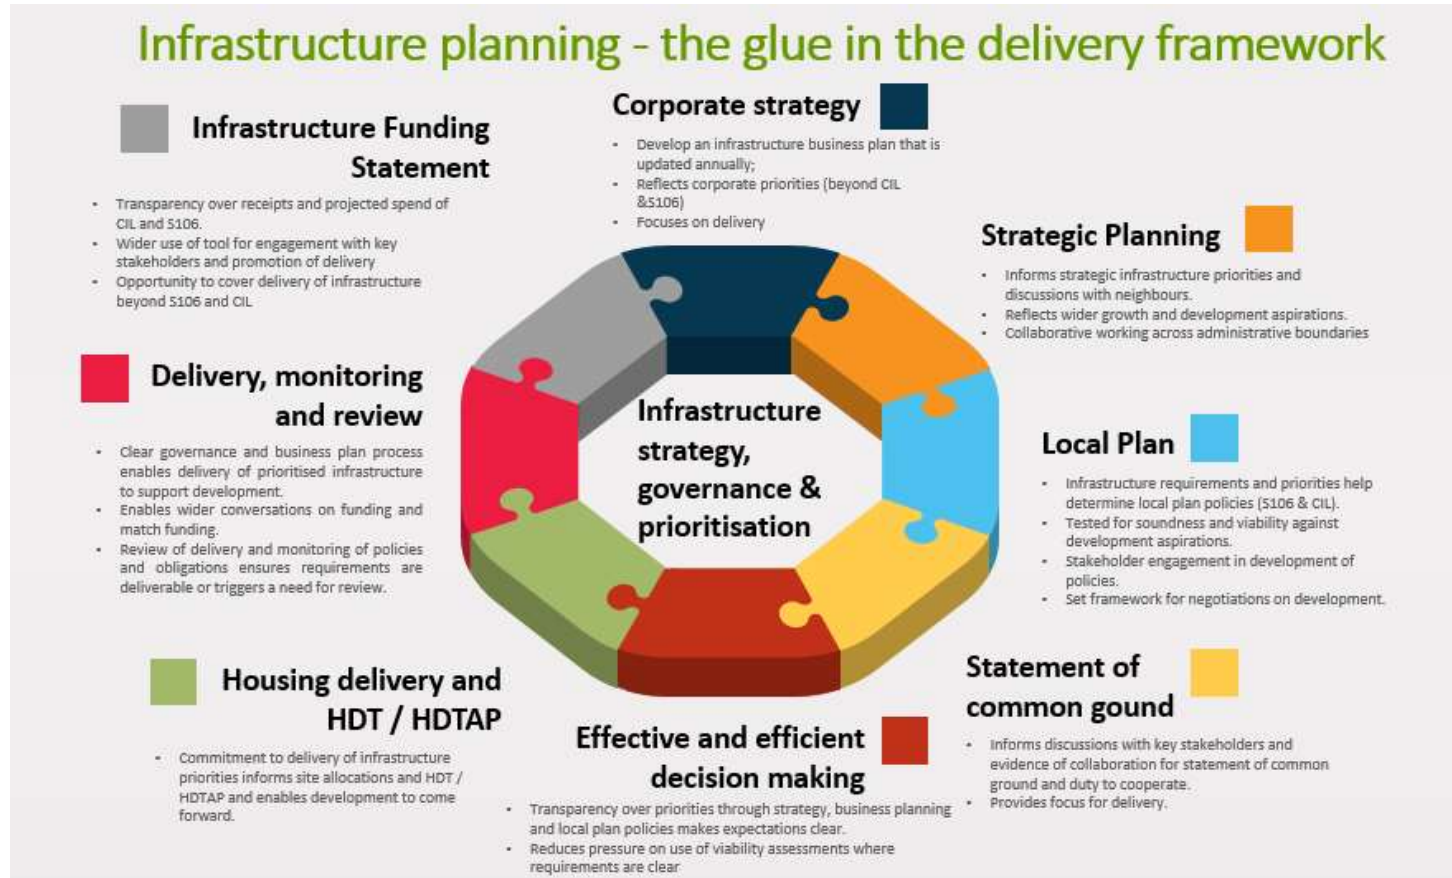 Infrastructure planning - the glue in the delivery framework
Infrastructure Funding
Statement
• Transparency over receipts and projected spend of
CIL and S106.
• Wider use of tool for engagement with key
stakeholders and promotion of delivery
• Opportunity to cover delivery of infrastructure
beyond S106 and CIL
Corporate strategy
• Develop an infrastructure business plan that is
updated annually;
• Reflects corporate priorities (beyond CIL
&S106)
• Focuses on delivery
Strategic Planning
• Informs strategic infrastructure priorities and
discussions with neighbours.
• Reflects wider growth and development aspirations.
• Collaborative working across administrative boundaries
Delivery, monitoring
and review
• Clear governance and business plan process
enables delivery of prioritised infrastructure
to support development.
• Enables wider conversations on funding and
match funding.
• Review of delivery and monitoring of policies
and obligations ensures requirements are
deliverable or triggers a need for review.
Infrastructure
strategy,
governance &
prioritisation
Local Plan
• Infrastructure requirements and priorities help
determine local plan policies (S106 & CIL).
• Tested for soundness and viability against
development aspirations.
• Stakeholder engagement in development of
policies.
• Set framework for negotiations on development.
Housing delivery and
HDT / HDTAP
• Commitment to delivery of infrastructure
priorities informs site allocations and HDT /
HDTAP and enables development to come
forward.
Effective and efficient
decision making
• Transparency over priorities through strategy, business planning
and local plan policies makes expectations clear.
• Reduces pressure on use of viability assessments where
requirements are clear
Statement of
common gound
• Informs discussions with key stakeholders and
evidence of collaboration for statement of common
ground and duty to cooperate.
• Provides focus for delivery.